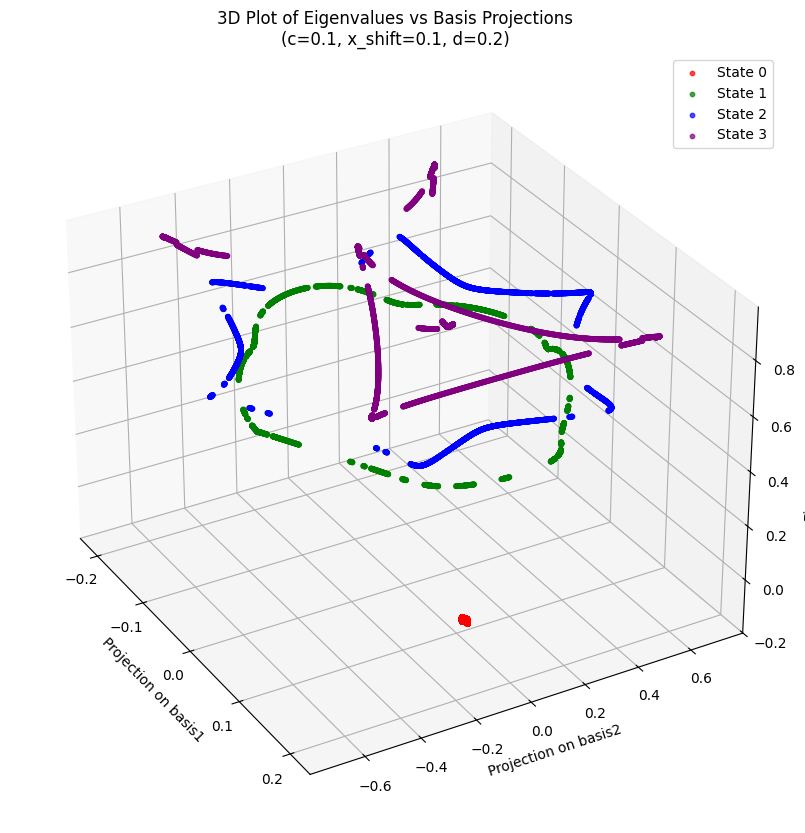 3D Plot of Eigenvalues vs Basis Projections
(c=0.1, x_shift=0.1, d=0.2)
State 0
State 1
State 2
State 3
0.8
0.6
0.4
0.2
0.0
−0.2
−0.2
−0.1
0.0
0.1
0.2
Projection on basis1
−0.6
−0.4
−0.2
0.0
0.2
0.4
0.6
Projection on basis2